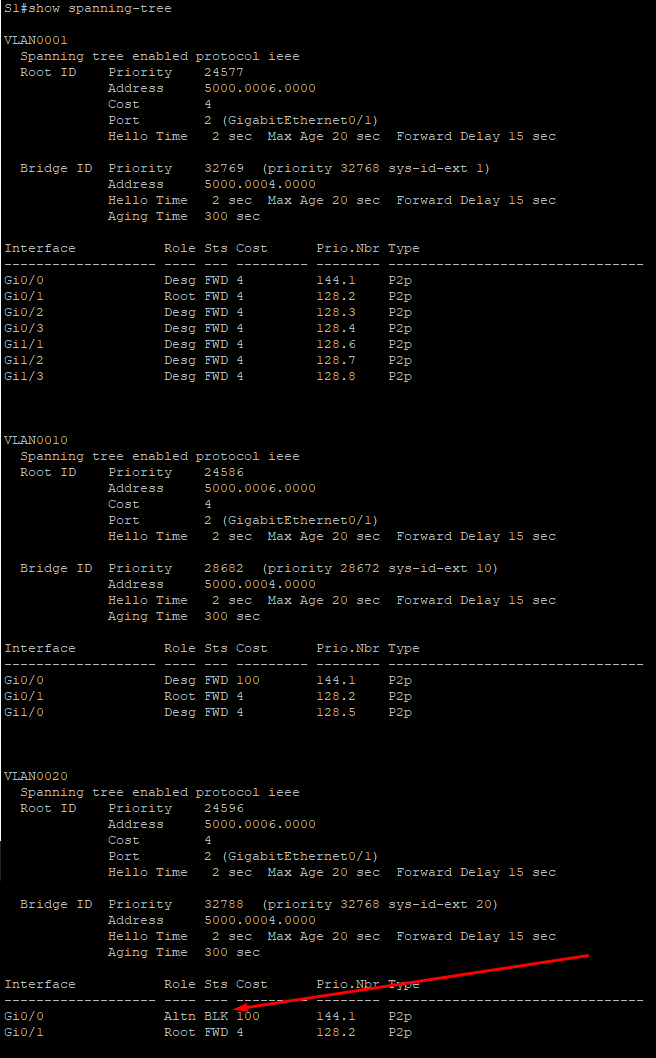 S1#show spanning-tree
VLAN0001
Spanning tree enabled protocol ieee
Root ID Priority 24577
Address 5000.0006.0000
Cost 4
Port 2 (GigabitEthernet0/1)
Hello Time 2 sec Max Age 20 sec Forward Delay 15 sec
Bridge ID Priority 32769 (priority 32768 sys-id-ext 1)
Address 5000.0004.0000
Hello Time 2 sec Max Age 20 sec Forward Delay 15 sec
Aging Time 300 sec
Interface Role Sts Cost Prio.Nbr Type
------------------- ---- --- --------- -------- --------------------------------
Gi0/0 Desg FWD 4 144.1 P2p
Gi0/1 Root FWD 4 128.2 P2p
Gi0/2 Desg FWD 4 128.3 P2p
Gi0/3 Desg FWD 4 128.4 P2p
Gi1/1 Desg FWD 4 128.6 P2p
Gi1/2 Desg FWD 4 128.7 P2p
Gi1/3 Desg FWD 4 128.8 P2p
VLAN0010
Spanning tree enabled protocol ieee
Root ID Priority 24586
Address 5000.0006.0000
Cost 4
Port 2 (GigabitEthernet0/1)
Hello Time 2 sec Max Age 20 sec Forward Delay 15 sec
Bridge ID Priority 28682 (priority 28672 sys-id-ext 10)
Address 5000.0004.0000
Hello Time 2 sec Max Age 20 sec Forward Delay 15 sec
Aging Time 300 sec
Interface Role Sts Cost Prio.Nbr Type
------------------- ---- --- --------- -------- --------------------------------
Gi0/0 Desg FWD 100 144.1 P2p
Gi0/1 Root FWD 4 128.2 P2p
Gi1/0 Desg FWD 4 128.5 P2p
VLAN0020
Spanning tree enabled protocol ieee
Root ID Priority 24596
Address 5000.0006.0000
Cost 4
Port 2 (GigabitEthernet0/1)
Hello Time 2 sec Max Age 20 sec Forward Delay 15 sec
Bridge ID Priority 32788 (priority 32768 sys-id-ext 20)
Address 5000.0004.0000
Hello Time 2 sec Max Age 20 sec Forward Delay 15 sec
Aging Time 300 sec
Interface Role Sts Cost Prio.Nbr Type
------------------- ---- --- --------- -------- --------------------------------
Gi0/0 Altn BLK 100 144.1 P2p
Gi0/1 Root FWD 4 128.2 P2p